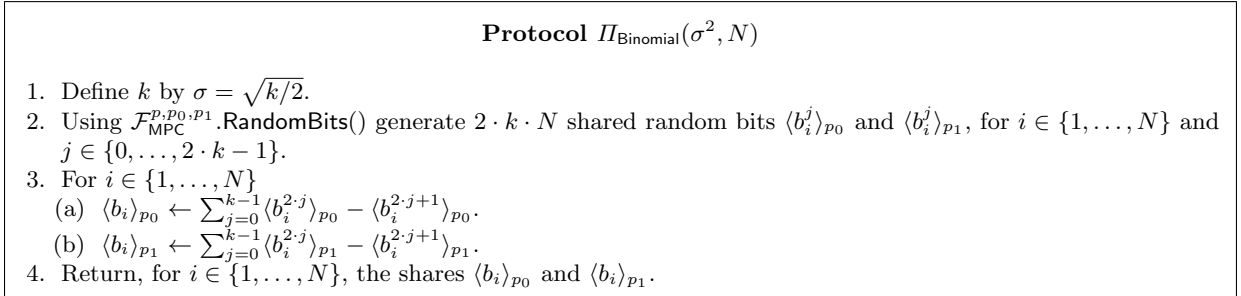 Protocol Π_Binomial(σ², N)
1. Define k by σ = √(k/2).
2. Using F_MPC^{p,p₀,p₁}.RandomBits() generate 2 · k · N shared random bits ⟨b_i^j⟩_{p₀} and ⟨b_i^j⟩_{p₁}, for i ∈ {1, . . . , N} and
j ∈ {0, . . . , 2 · k − 1}.
3. For i ∈ {1, . . . , N}
(a) ⟨b_i⟩_{p₀} ← ∑_{j=0}^{k−1}⟨b_i^{2·j}⟩_{p₀} − ⟨b_i^{2·j+1}⟩_{p₀}.
(b) ⟨b_i⟩_{p₁} ← ∑_{j=0}^{k−1}⟨b_i^{2·j}⟩_{p₁} − ⟨b_i^{2·j+1}⟩_{p₁}.
4. Return, for i ∈ {1, . . . , N}, the shares ⟨b_i⟩_{p₀} and ⟨b_i⟩_{p₁}.